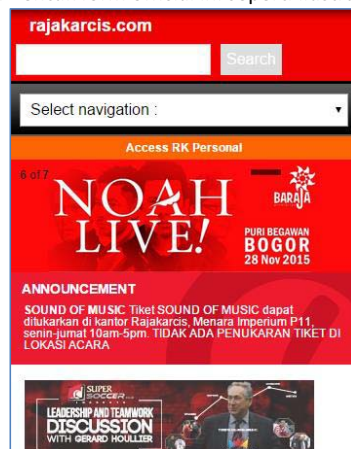 rajakarcis.com
Search
Select navigation :
Access RK Personal
6 of 7
NOAH
LIVE!
BARAJA
PURI BEGAWAN
BOGOR
28 Nov 2015
ANNOUNCEMENT
SOUND OF MUSIC Tiket SOUND OF MUSIC dapat
ditukarkan di kantor Rajakarcis, Menara Imperium P11,
senin-jumat 10am-5pm. TIDAK ADA PENUKARAN TIKET DI
LOKASI ACARA
SUPER
SOCCER
LEADERSHIP AND TEAMWORK
DISCUSSION
WITH GERARD HOULLIER